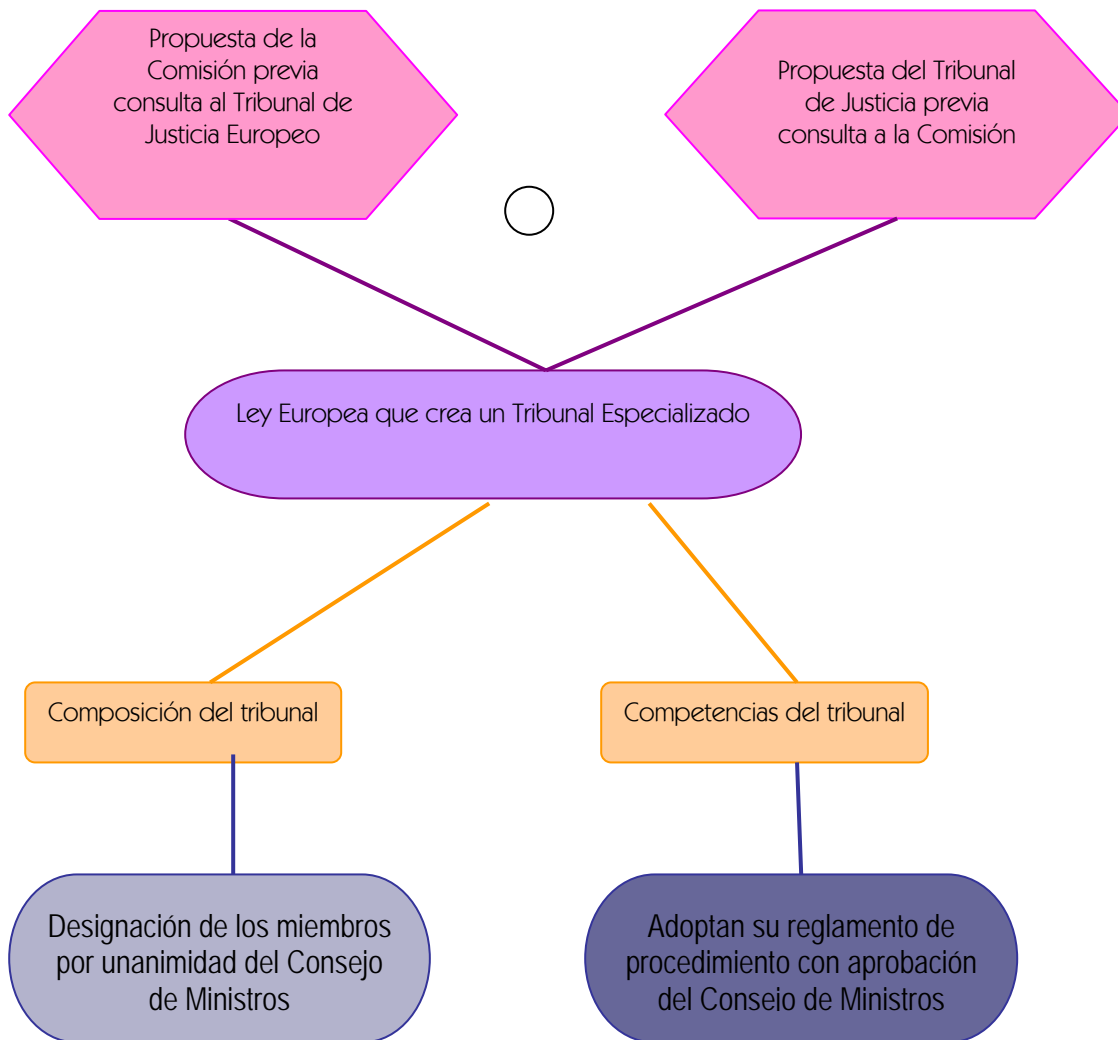 Propuesta de la
Comisión previa
consulta al Tribunal de
Justicia Europeo
Propuesta del Tribunal
de Justicia previa
consulta a la Comisión
Ley Europea que crea un Tribunal Especializado
Composición del tribunal
Competencias del tribunal
Designación de los miembros
por unanimidad del Consejo
de Ministros
Adoptan su reglamento de
procedimiento con aprobación
del Consejo de Ministros